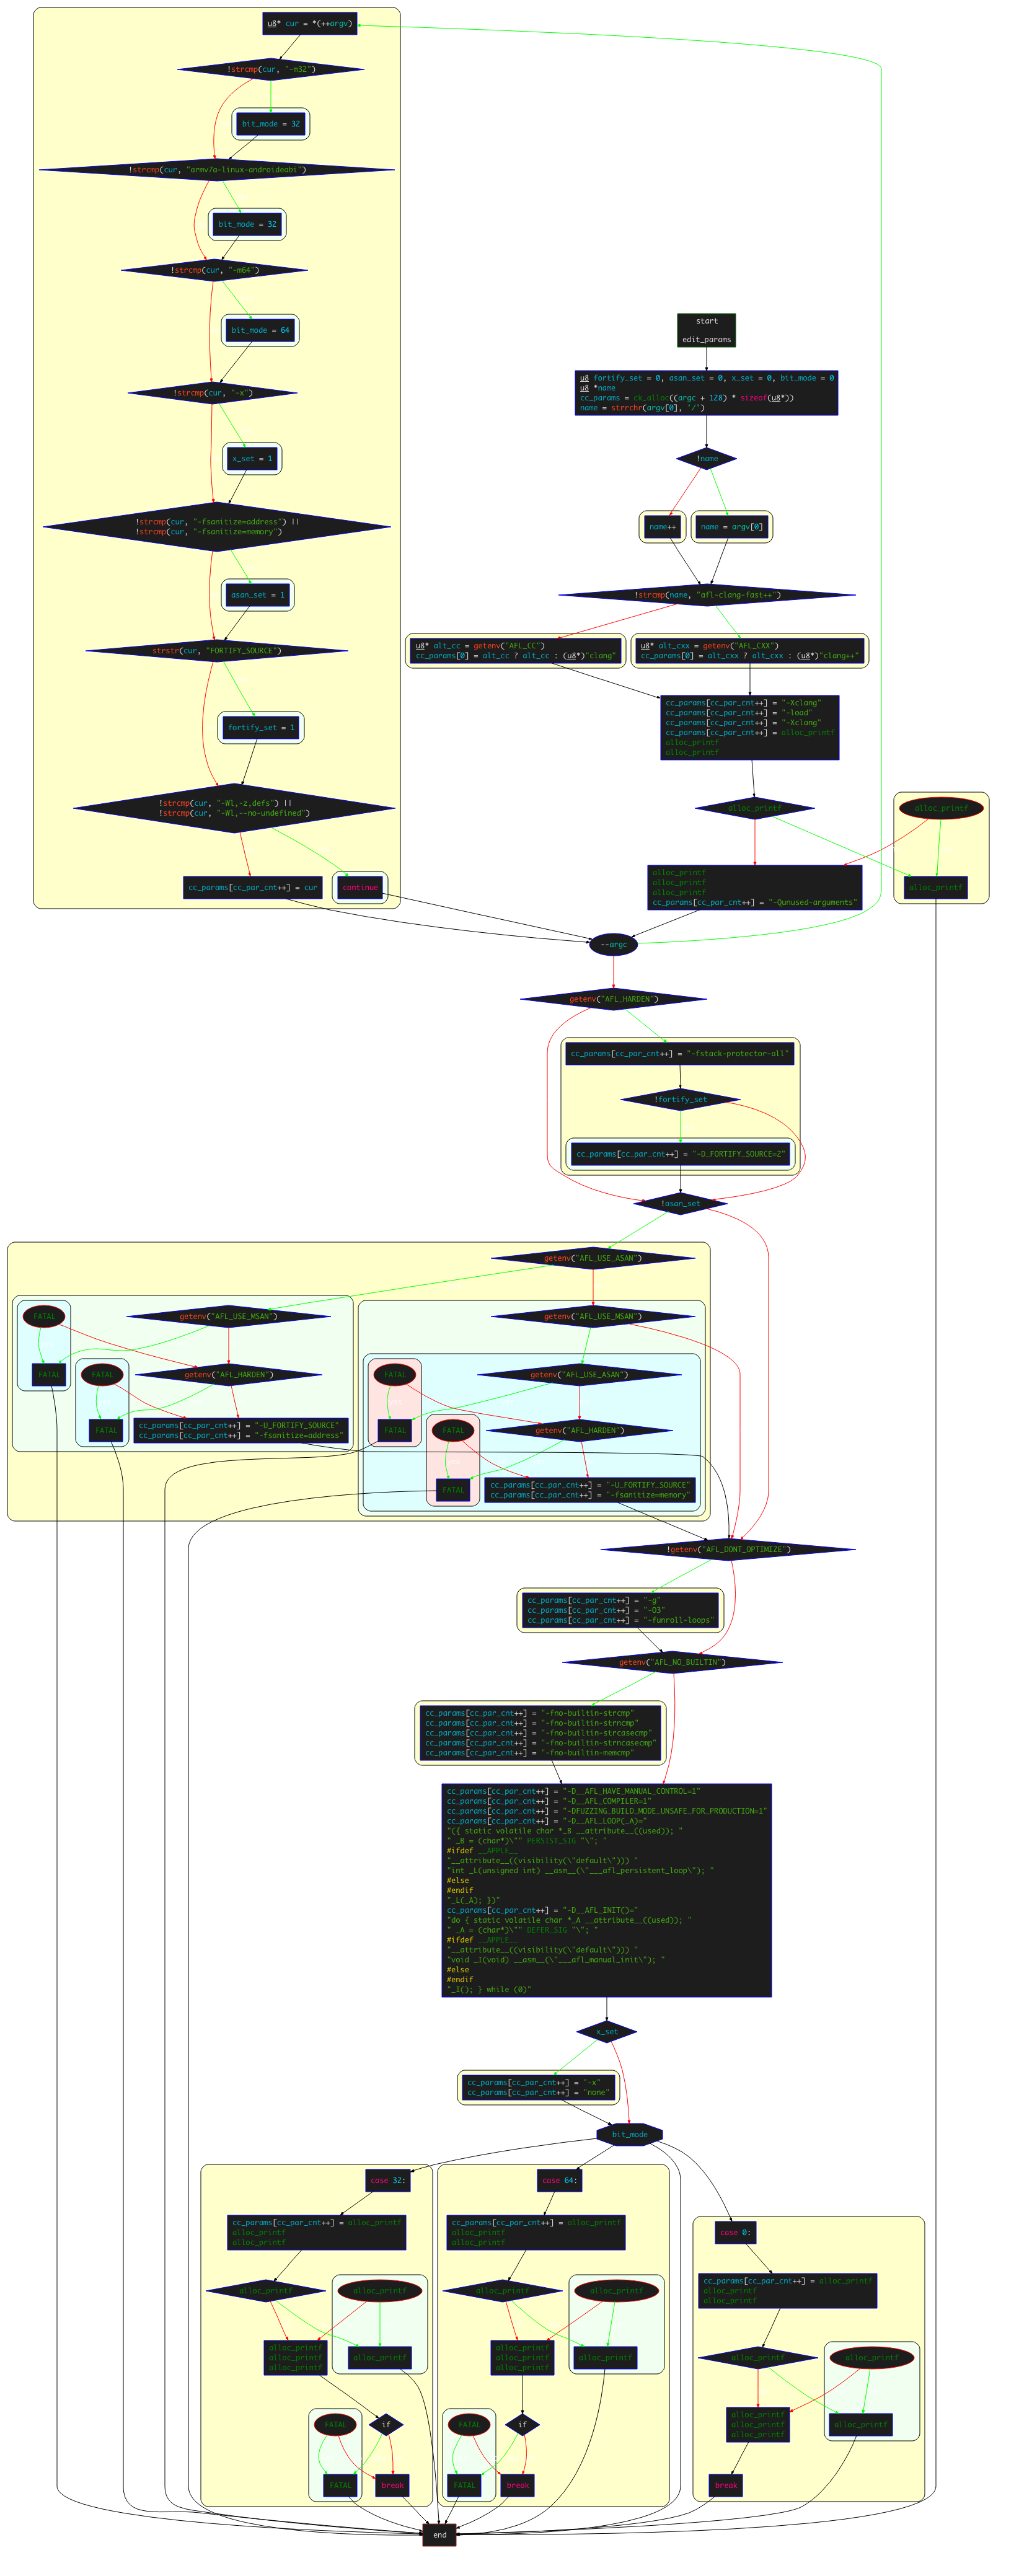 u8* cur = *(++argv)
!strcmp(cur, "-m32")
bit_mode = 32
!strcmp(cur, "armv7a-linux-androideabi")
bit_mode = 32
!strcmp(cur, "-m64")
bit_mode = 64
!strcmp(cur, "-x")
x_set = 1
!strcmp(cur, "-fsanitize=address") ||
!strcmp(cur, "-fsanitize=memory")
asan_set = 1
strstr(cur, "FORTIFY_SOURCE")
fortify_set = 1
!strcmp(cur, "-Wl,-z,defs") ||
!strcmp(cur, "-Wl,--no-undefined")
cc_params[cc_par_cnt++] = cur
continue
start
edit_params
u8 fortify_set = 0, asan_set = 0, x_set = 0, bit_mode = 0
u8 *name
cc_params = ck_alloc((argc + 128) * sizeof(u8*))
name = strrchr(argv[0], '/')
!name
name++
name = argv[0]
!strcmp(name, "afl-clang-fast++")
u8* alt_cc = getenv("AFL_CC")
cc_params[0] = alt_cc ? alt_cc : (u8*)"clang"
u8* alt_cxx = getenv("AFL_CXX")
cc_params[0] = alt_cxx ? alt_cxx : (u8*)"clang++"
cc_params[cc_par_cnt++] = "-Xclang"
cc_params[cc_par_cnt++] = "-load"
cc_params[cc_par_cnt++] = "-Xclang"
cc_params[cc_par_cnt++] = alloc_printf
alloc_printf
alloc_printf
alloc_printf
alloc_printf
alloc_printf
alloc_printf
alloc_printf
cc_params[cc_par_cnt++] = "-Qunused-arguments"
alloc_printf
--argc
getenv("AFL_HARDEN")
cc_params[cc_par_cnt++] = "-fstack-protector-all"
!fortify_set
cc_params[cc_par_cnt++] = "-D_FORTIFY_SOURCE=2"
!asan_set
getenv("AFL_USE_ASAN")
FATAL
getenv("AFL_USE_MSAN")
getenv("AFL_USE_MSAN")
FATAL
FATAL
getenv("AFL_HARDEN")
FATAL
getenv("AFL_USE_ASAN")
FATAL
cc_params[cc_par_cnt++] = "-U_FORTIFY_SOURCE"
cc_params[cc_par_cnt++] = "-fsanitize=address"
FATAL
FATAL
getenv("AFL_HARDEN")
FATAL
cc_params[cc_par_cnt++] = "-U_FORTIFY_SOURCE"
cc_params[cc_par_cnt++] = "-fsanitize=memory"
!getenv("AFL_DONT_OPTIMIZE")
cc_params[cc_par_cnt++] = "-g"
cc_params[cc_par_cnt++] = "-O3"
cc_params[cc_par_cnt++] = "-funroll-loops"
getenv("AFL_NO_BUILTIN")
cc_params[cc_par_cnt++] = "-fno-builtin-strcmp"
cc_params[cc_par_cnt++] = "-fno-builtin-strncmp"
cc_params[cc_par_cnt++] = "-fno-builtin-strcasecmp"
cc_params[cc_par_cnt++] = "-fno-builtin-strncasecmp"
cc_params[cc_par_cnt++] = "-fno-builtin-memcmp"
cc_params[cc_par_cnt++] = "-D__AFL_HAVE_MANUAL_CONTROL=1"
cc_params[cc_par_cnt++] = "-D__AFL_COMPILER=1"
cc_params[cc_par_cnt++] = "-DFUZZING_BUILD_MODE_UNSAFE_FOR_PRODUCTION=1"
cc_params[cc_par_cnt++] = "-D__AFL_LOOP(_A)="
"({ static volatile char *_B __attribute__((used)); "
" _B = (char*)\"" PERSIST_SIG "\"; "
#ifdef __APPLE__
"__attribute__((visibility(\"default\"))) "
"int _L(unsigned int) __asm__(\"___afl_persistent_loop\"); "
#else
#endif
"_L(_A); })"
cc_params[cc_par_cnt++] = "-D__AFL_INIT()="
"do { static volatile char *_A __attribute__((used)); "
" _A = (char*)\"" DEFER_SIG "\"; "
#ifdef __APPLE__
"__attribute__((visibility(\"default\"))) "
"void _I(void) __asm__(\"___afl_manual_init\"); "
#else
#endif
"_I(); } while (0)"
x_set
cc_params[cc_par_cnt++] = "-x"
cc_params[cc_par_cnt++] = "none"
bit_mode
case 32:
cc_params[cc_par_cnt++] = alloc_printf
alloc_printf
alloc_printf
alloc_printf
alloc_printf
alloc_printf
alloc_printf
alloc_printf
alloc_printf
FATAL
if
FATAL
break
case 64:
cc_params[cc_par_cnt++] = alloc_printf
alloc_printf
alloc_printf
alloc_printf
alloc_printf
alloc_printf
alloc_printf
alloc_printf
alloc_printf
FATAL
if
FATAL
break
case 0:
cc_params[cc_par_cnt++] = alloc_printf
alloc_printf
alloc_printf
alloc_printf
alloc_printf
alloc_printf
alloc_printf
alloc_printf
alloc_printf
break
end